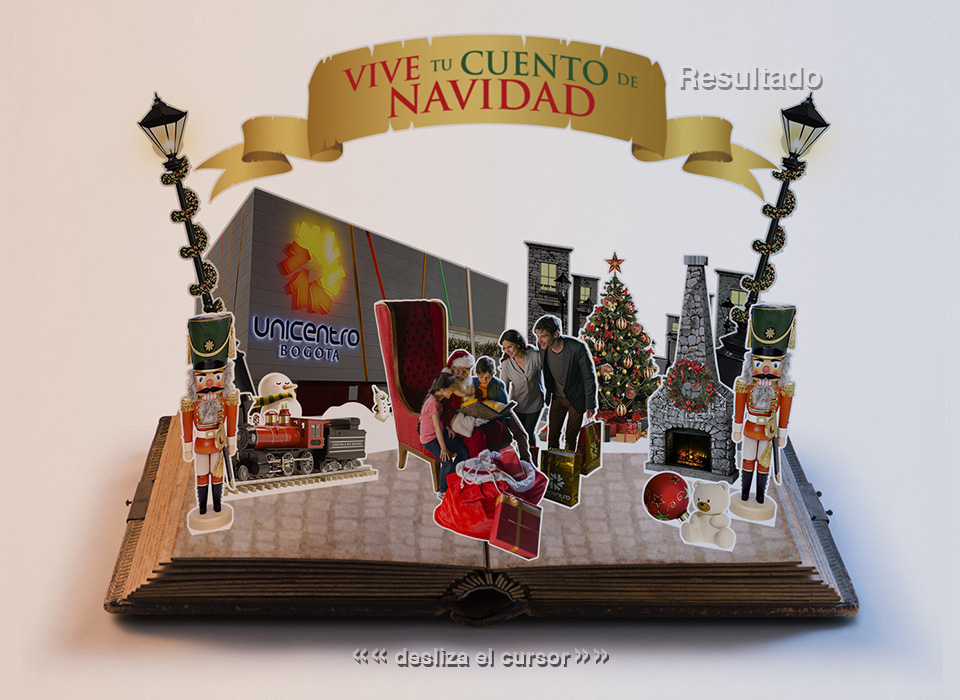 VIVE TU CUENTO DE
NAVIDAD
Resultado
UNICENTRO
BOGOTA
«« desliza el cursor »»